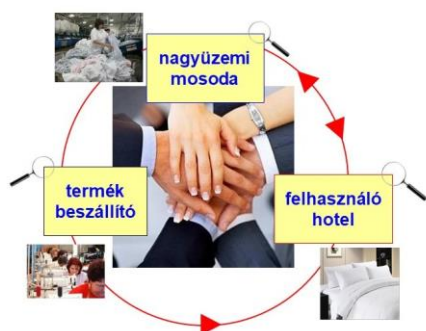 nagyüzemi
mosoda
termék
beszállító
felhasználó
hotel